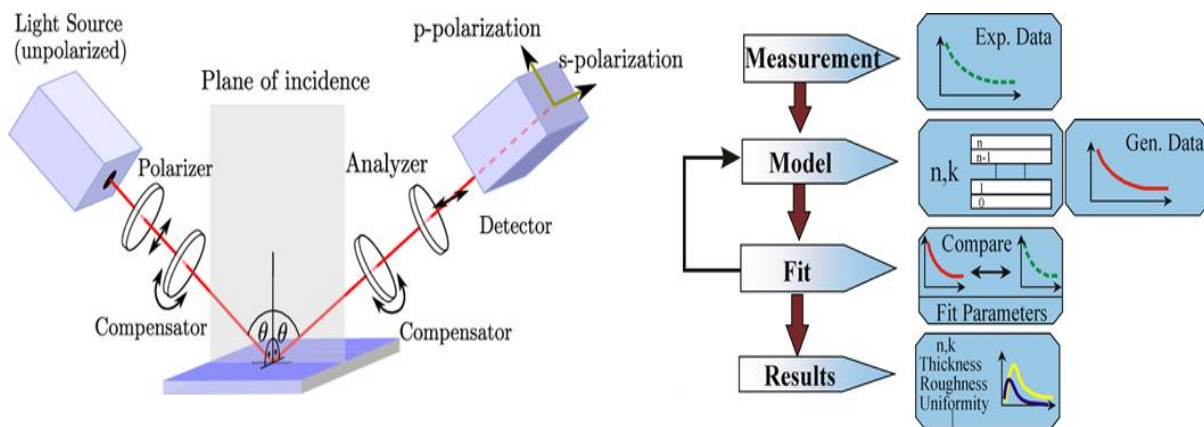 Light Source
(unpolarized)
p-polarization
s-polarization
Plane of incidence
Polarizer
Analyzer
Detector
Compensator
θ θ
Compensator
Measurement
Exp. Data
Model
n,k
n
n-1
1
0
Gen. Data
Fit
Compare
Fit Parameters
Results
n,k
Thickness
Roughness
Uniformity